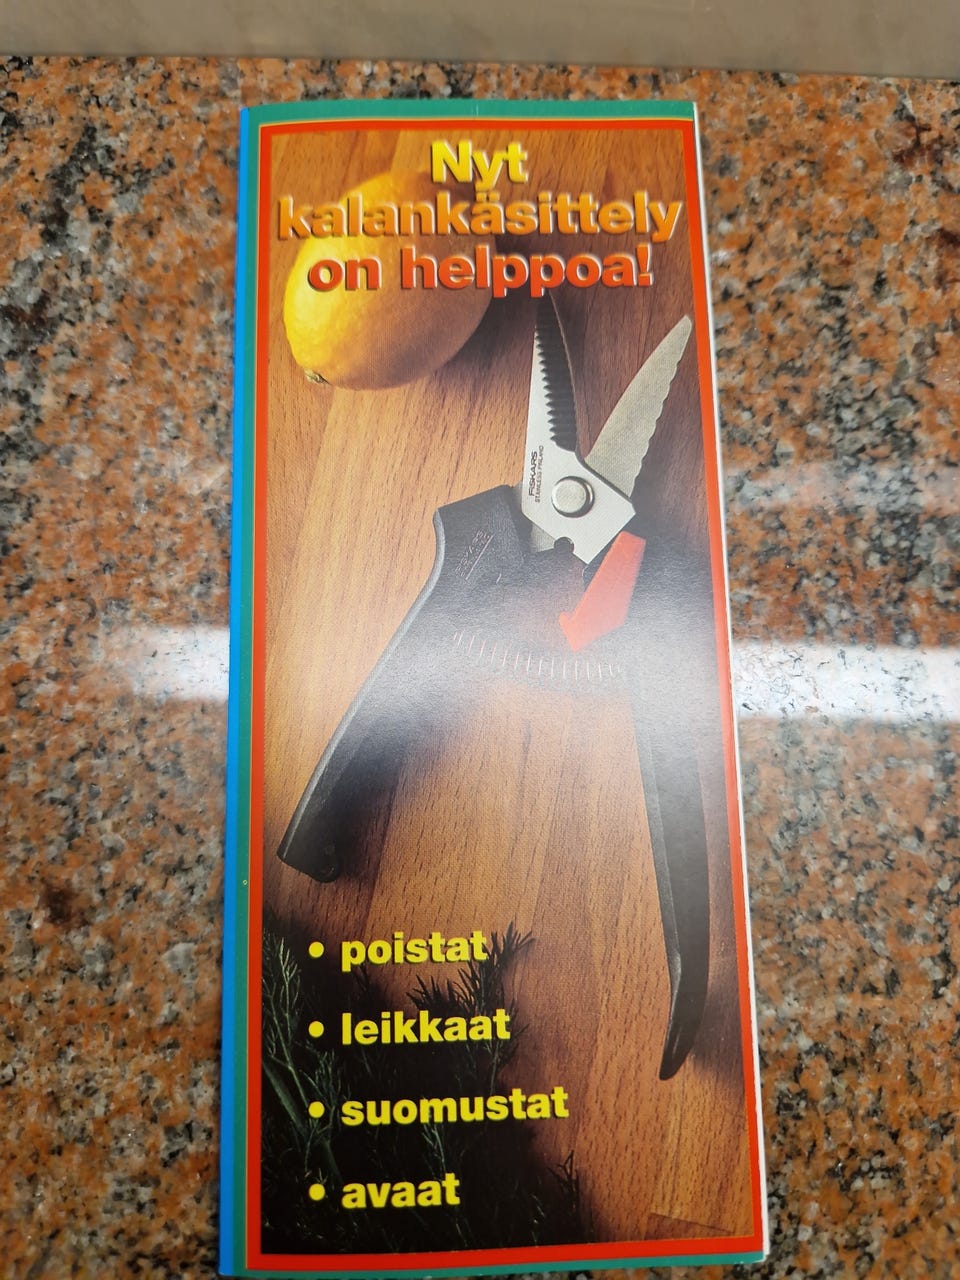 Nyt
kalankäsittely
on helppoa!
FISKARS
STAINLESS FINLAND
• poistat
• leikkaat
• suomustat
• avaat